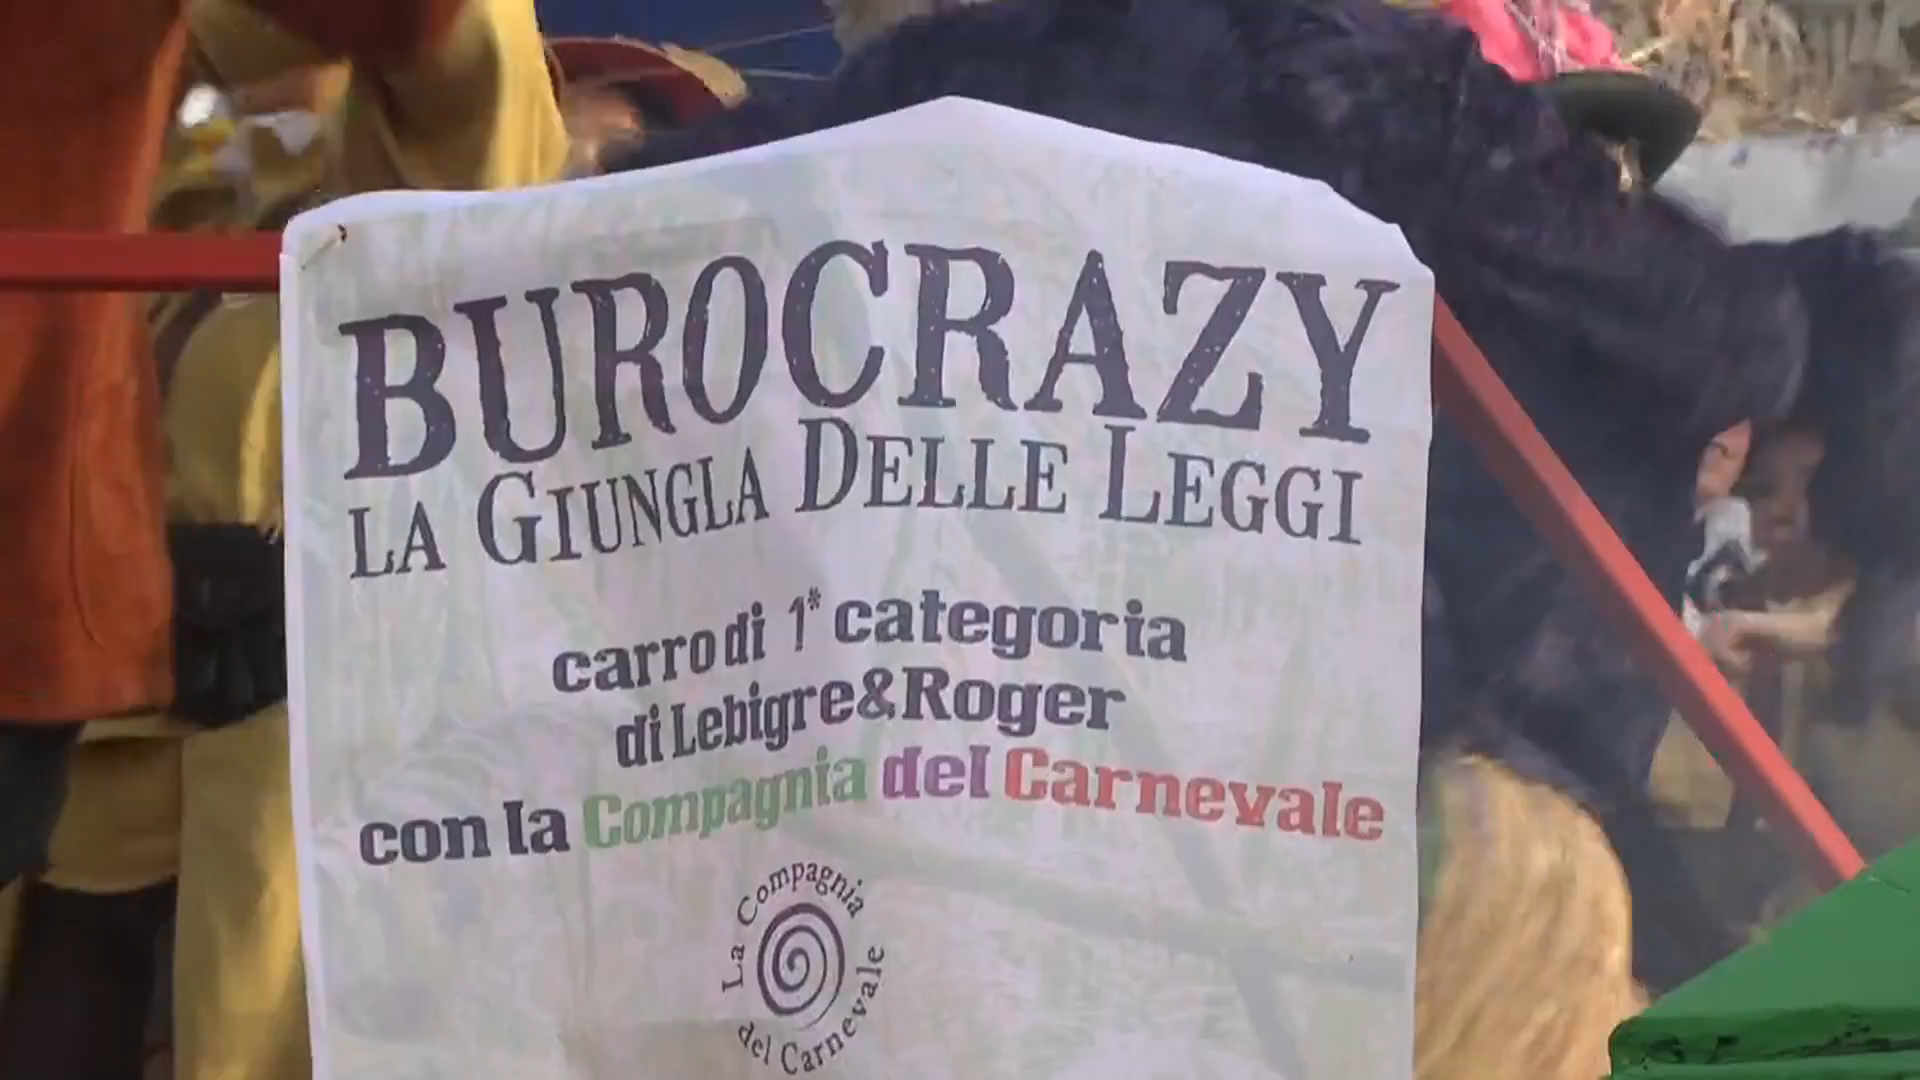 BUROCRAZY
LA GIUNGLA DELLE LEGGI
carro di 1* categoria
di Lebigre&Roger
con la Compagnia del Carnevale
La Compagnia
del Carnevale